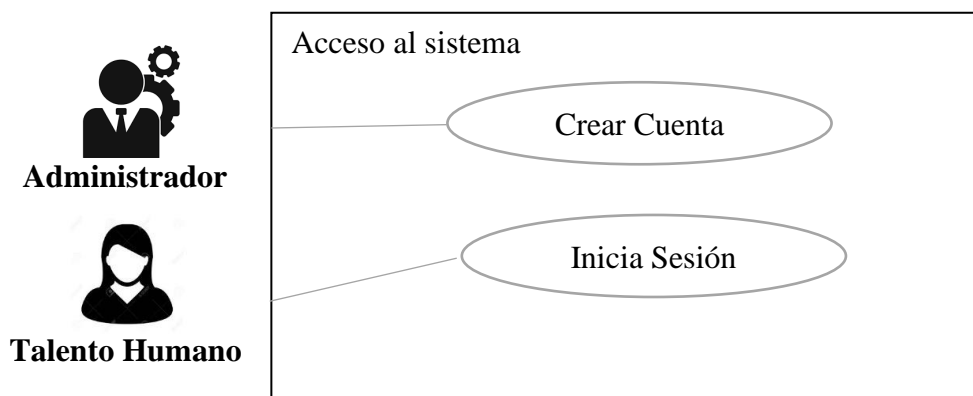 Acceso al sistema
Crear Cuenta
Administrador
Inicia Sesión
Talento Humano